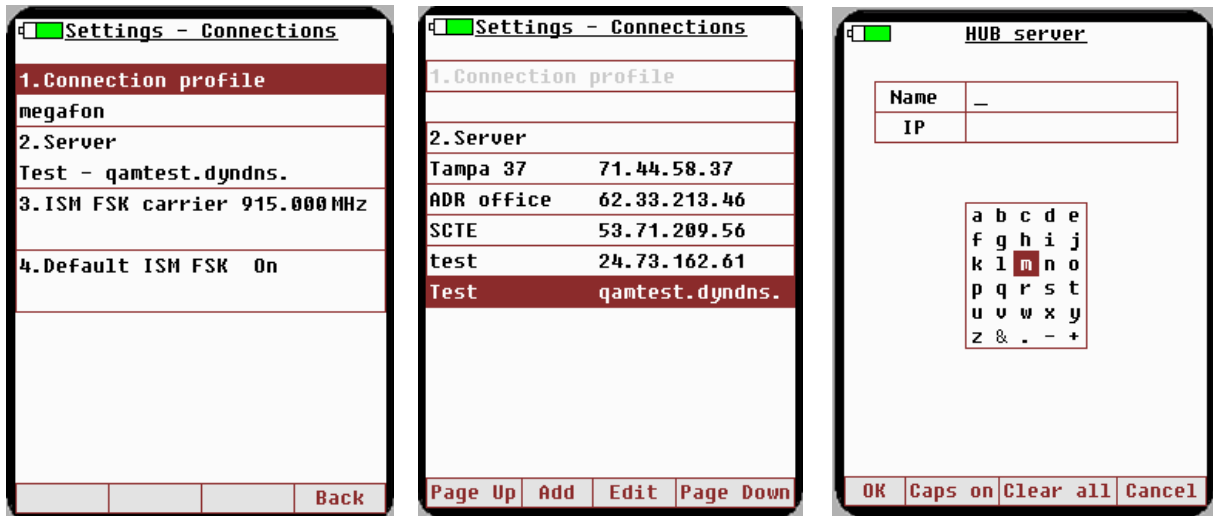 Settings - Connections
1.Connection profile
megafon
2.Server
Test - qamtest.dyndns.
3.ISM FSK carrier 915.000MHz
4.Default ISM FSK On
Back
Settings - Connections
1.Connection profile
2.Server
Tampa 37 71.44.58.37
ADR office 62.33.213.46
SCTE 53.71.209.56
test 24.73.162.61
Test qamtest.dyndns.
Page Up Add Edit Page Down
HUB server
Name _
IP
a b c d e
f g h i j
k l m n o
p q r s t
u v w x y
z & . - +
OK Caps on Clear all Cancel